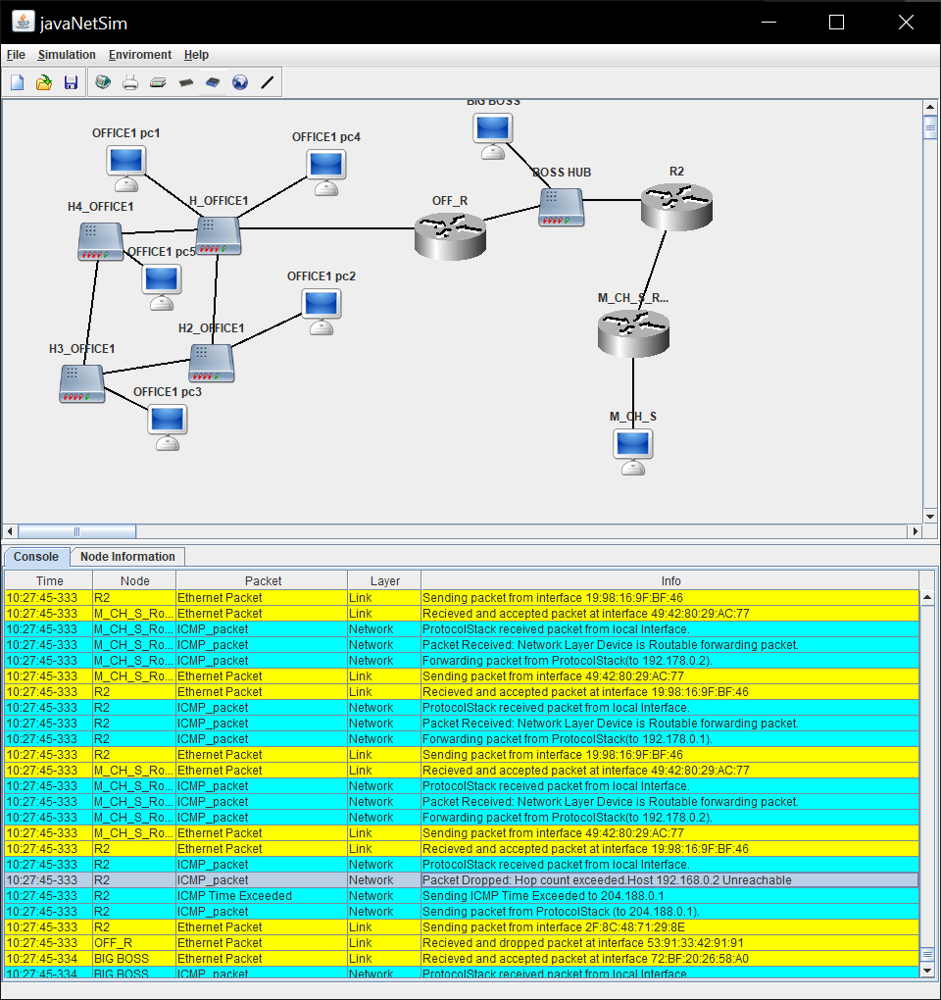 javaNetSim
File Simulation Enviroment Help
BIG BOSS
OFFICE1 pc1
OFFICE1 pc4
BOSS HUB
R2
H4_OFFICE1
H_OFFICE1
OFF_R
OFFICE1 pc5
OFFICE1 pc2
M_CH_S_R...
H2_OFFICE1
H3_OFFICE1
OFFICE1 pc3
M_CH_S
Console Node Information
Time Node Packet Layer Info
10:27:45-333 R2 Ethernet Packet Link Sending packet from interface 19:98:16:9F:BF:46
10:27:45-333 M_CH_S_Ro... Ethernet Packet Link Recieved and accepted packet at interface 49:42:80:29:AC:77
10:27:45-333 M_CH_S_Ro... ICMP_packet Network ProtocolStack received packet from local Interface.
10:27:45-333 M_CH_S_Ro... ICMP_packet Network Packet Received: Network Layer Device is Routable forwarding packet.
10:27:45-333 M_CH_S_Ro... ICMP_packet Network Forwarding packet from ProtocolStack(to 192.178.0.2).
10:27:45-333 M_CH_S_Ro... Ethernet Packet Link Sending packet from interface 49:42:80:29:AC:77
10:27:45-333 R2 Ethernet Packet Link Recieved and accepted packet at interface 19:98:16:9F:BF:46
10:27:45-333 R2 ICMP_packet Network ProtocolStack received packet from local Interface.
10:27:45-333 R2 ICMP_packet Network Packet Received: Network Layer Device is Routable forwarding packet.
10:27:45-333 R2 ICMP_packet Network Forwarding packet from ProtocolStack(to 192.178.0.1).
10:27:45-333 R2 Ethernet Packet Link Sending packet from interface 19:98:16:9F:BF:46
10:27:45-333 M_CH_S_Ro... Ethernet Packet Link Recieved and accepted packet at interface 49:42:80:29:AC:77
10:27:45-333 M_CH_S_Ro... ICMP_packet Network ProtocolStack received packet from local Interface.
10:27:45-333 M_CH_S_Ro... ICMP_packet Network Packet Received: Network Layer Device is Routable forwarding packet.
10:27:45-333 M_CH_S_Ro... ICMP_packet Network Forwarding packet from ProtocolStack(to 192.178.0.2).
10:27:45-333 M_CH_S_Ro... Ethernet Packet Link Sending packet from interface 49:42:80:29:AC:77
10:27:45-333 R2 Ethernet Packet Link Recieved and accepted packet at interface 19:98:16:9F:BF:46
10:27:45-333 R2 ICMP_packet Network ProtocolStack received packet from local Interface.
10:27:45-333 R2 ICMP_packet Network Packet Dropped: Hop count exceeded.Host 192.168.0.2 Unreachable
10:27:45-333 R2 ICMP Time Exceeded Network Sending ICMP Time Exceeded to 204.188.0.1
10:27:45-333 R2 ICMP_packet Network Sending packet from ProtocolStack (to 204.188.0.1).
10:27:45-333 R2 Ethernet Packet Link Sending packet from interface 2F:8C:48:71:29:8E
10:27:45-333 OFF_R Ethernet Packet Link Recieved and dropped packet at interface 53:91:33:42:91:91
10:27:45-334 BIG BOSS Ethernet Packet Link Recieved and accepted packet at interface 72:BF:20:26:58:A0
10:27:45-334 BIG BOSS ICMP_packet Network ProtocolStack received packet from local Interface